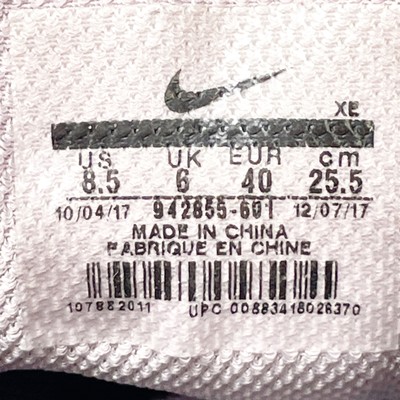 XE
US UK EUR cm
8.5 6 40 25.5
10/04/17 942855-601 12/07/17
MADE IN CHINA
FABRIQUE EN CHINE
107882011 UPC 00883418026370